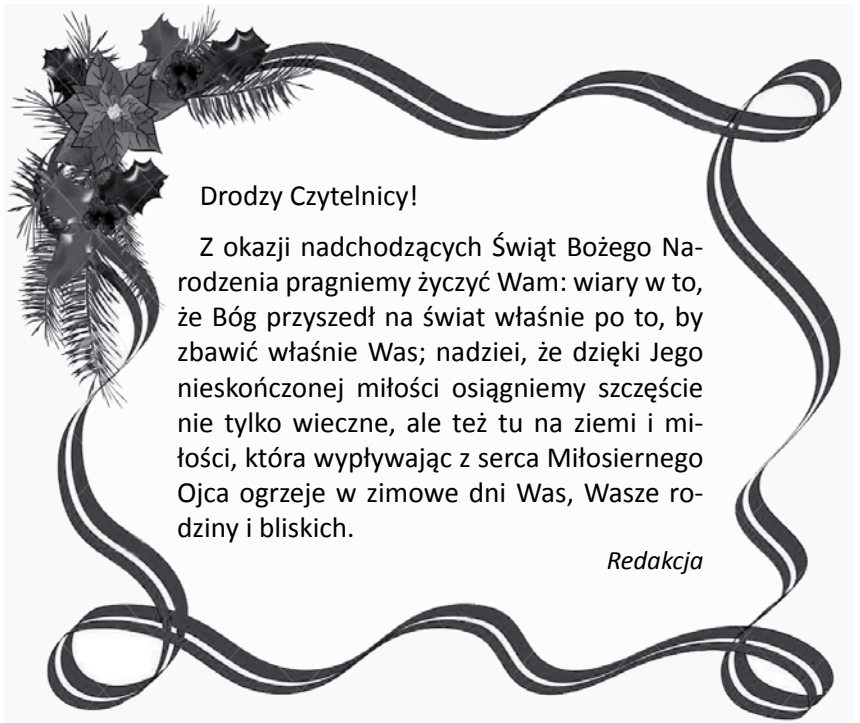 Drodzy Czytelnicy!
Z okazji nadchodzących Świąt Bożego Na-
rodzenia pragniemy życzyć Wam: wiary w to,
że Bóg przyszedł na świat właśnie po to, by
zbawić właśnie Was; nadziei, że dzięki Jego
nieskończonej miłości osiągniemy szczęście
nie tylko wieczne, ale też tu na ziemi i mi-
łości, która wypływając z serca Miłosiernego
Ojca ogrzeje w zimowe dni Was, Wasze ro-
dziny i bliskich.
Redakcja